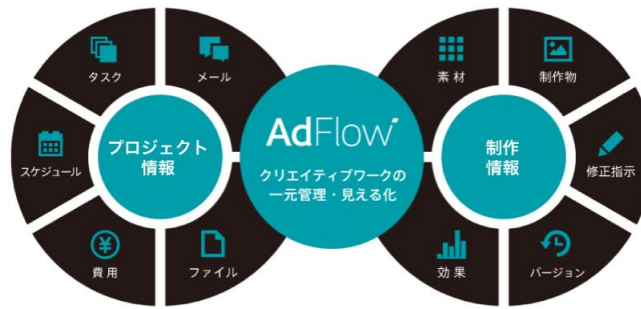 タスク
メール
スケジュール
プロジェクト
情報
費用
ファイル
AdFlow
クリエイティブワークの
一元管理・見える化
素材
制作物
制作
情報
修正指示
効果
バージョン